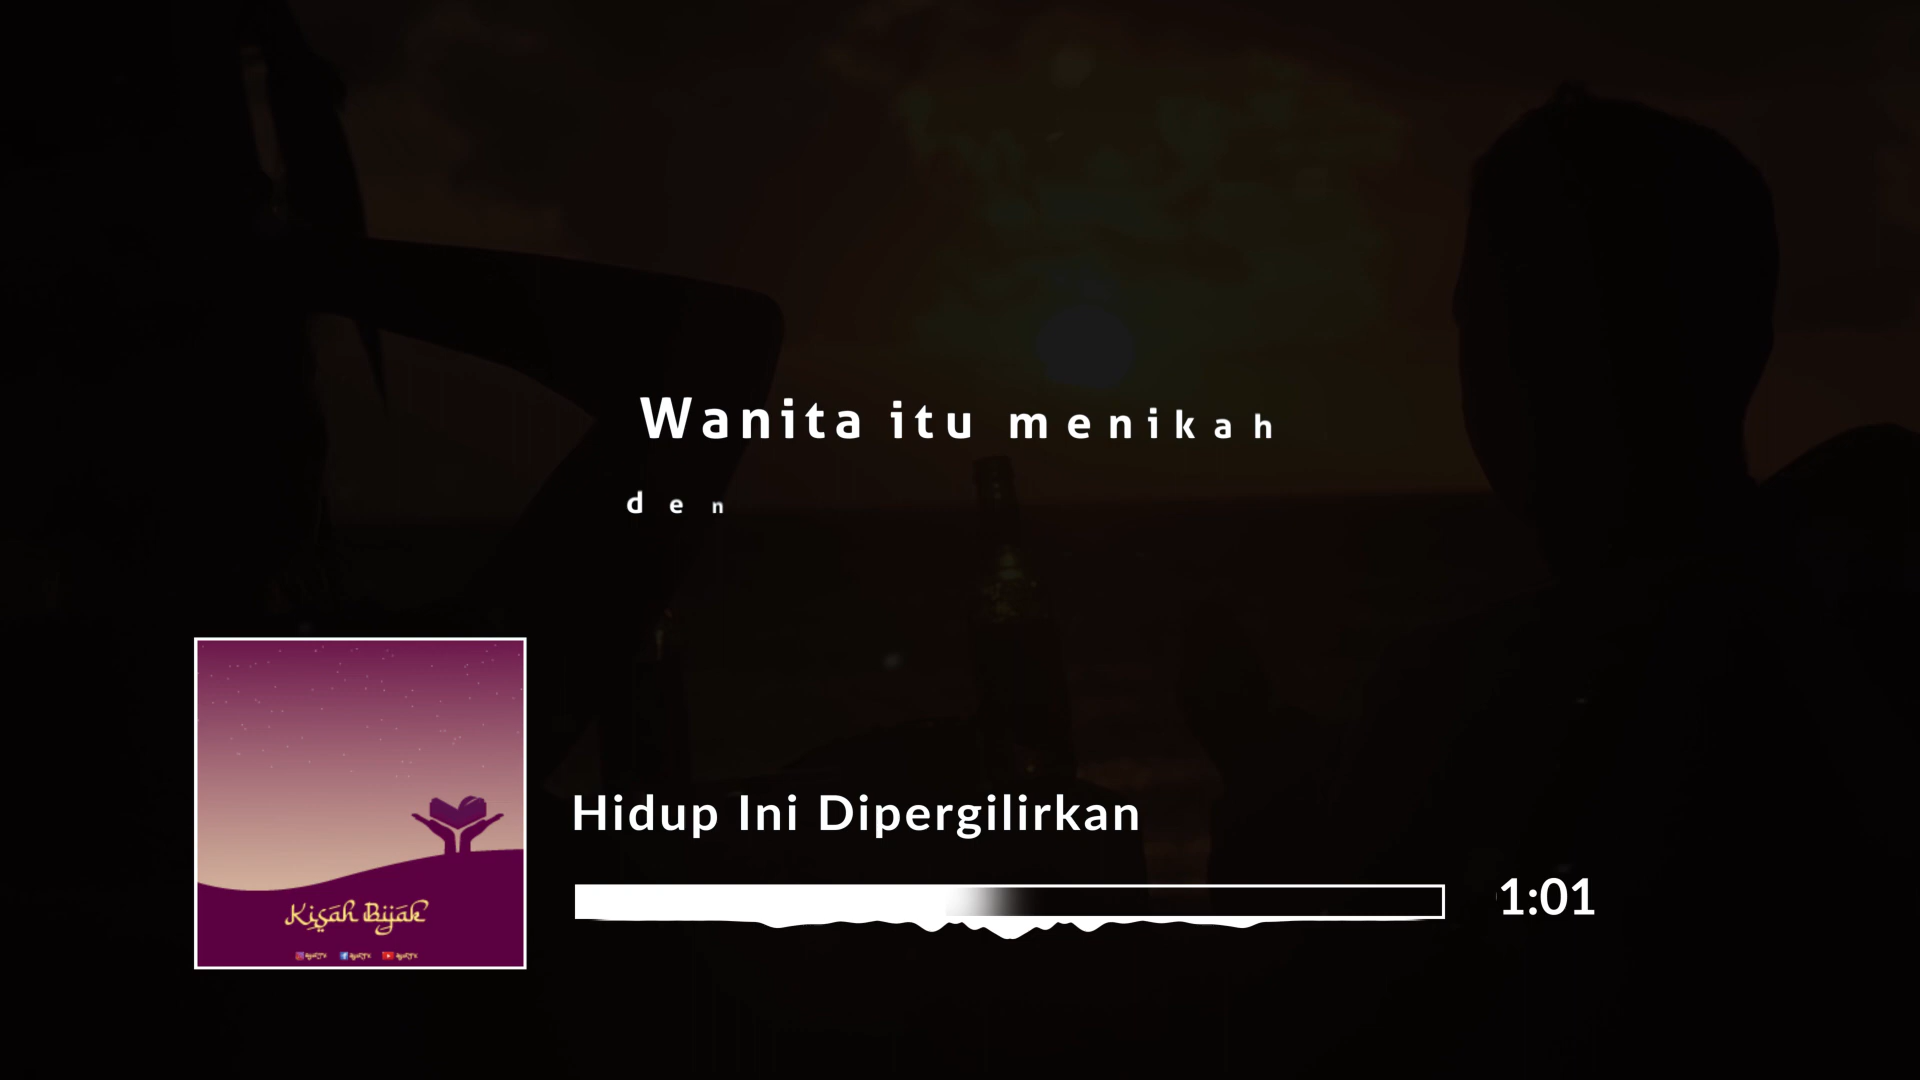 Wanita itu menikah
den
Hidup Ini Dipergilirkan
1:01
Kisah Bijak